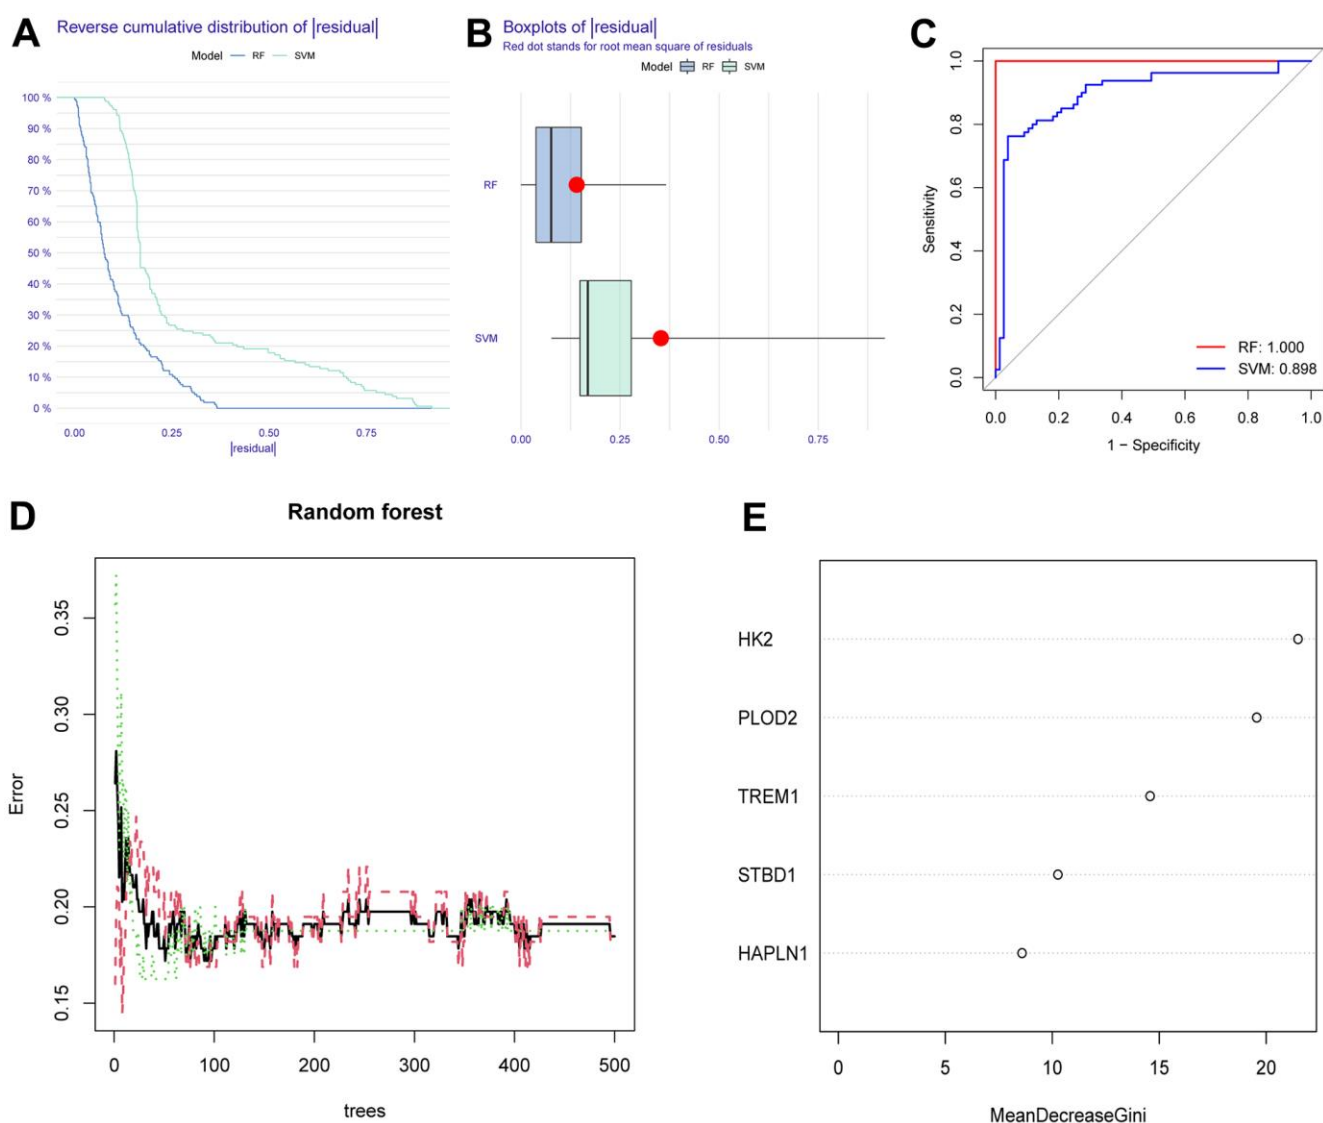 A
Reverse cumulative distribution of |residual|
Model RF SVM
100 %
90 %
80 %
70 %
60 %
50 %
40 %
30 %
20 %
10 %
0 %
0.00 0.25 0.50 0.75
|residual|
B
Boxplots of |residual|
Red dot stands for root mean square of residuals
Model RF SVM
RF
SVM
0.00 0.25 0.50 0.75
C
Sensitivity
1.0
0.8
0.6
0.4
0.2
0.0
RF: 1.000
SVM: 0.898
0.0 0.2 0.4 0.6 0.8 1.0
1 − Specificity
D
Random forest
Error
0.35
0.30
0.25
0.20
0.15
0 100 200 300 400 500
trees
E
HK2
PLOD2
TREM1
STBD1
HAPLN1
0 5 10 15 20
MeanDecreaseGini